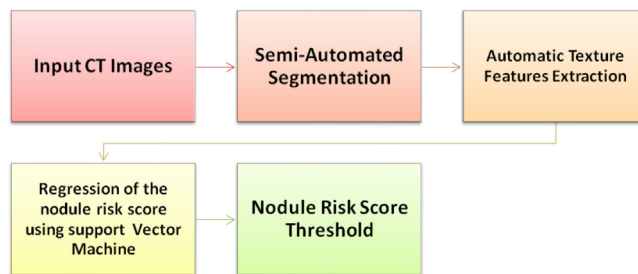 Input CT Images
Semi-Automated
Segmentation
Automatic Texture
Features Extraction
Regression of the
nodule risk score
using support Vector
Machine
Nodule Risk Score
Threshold